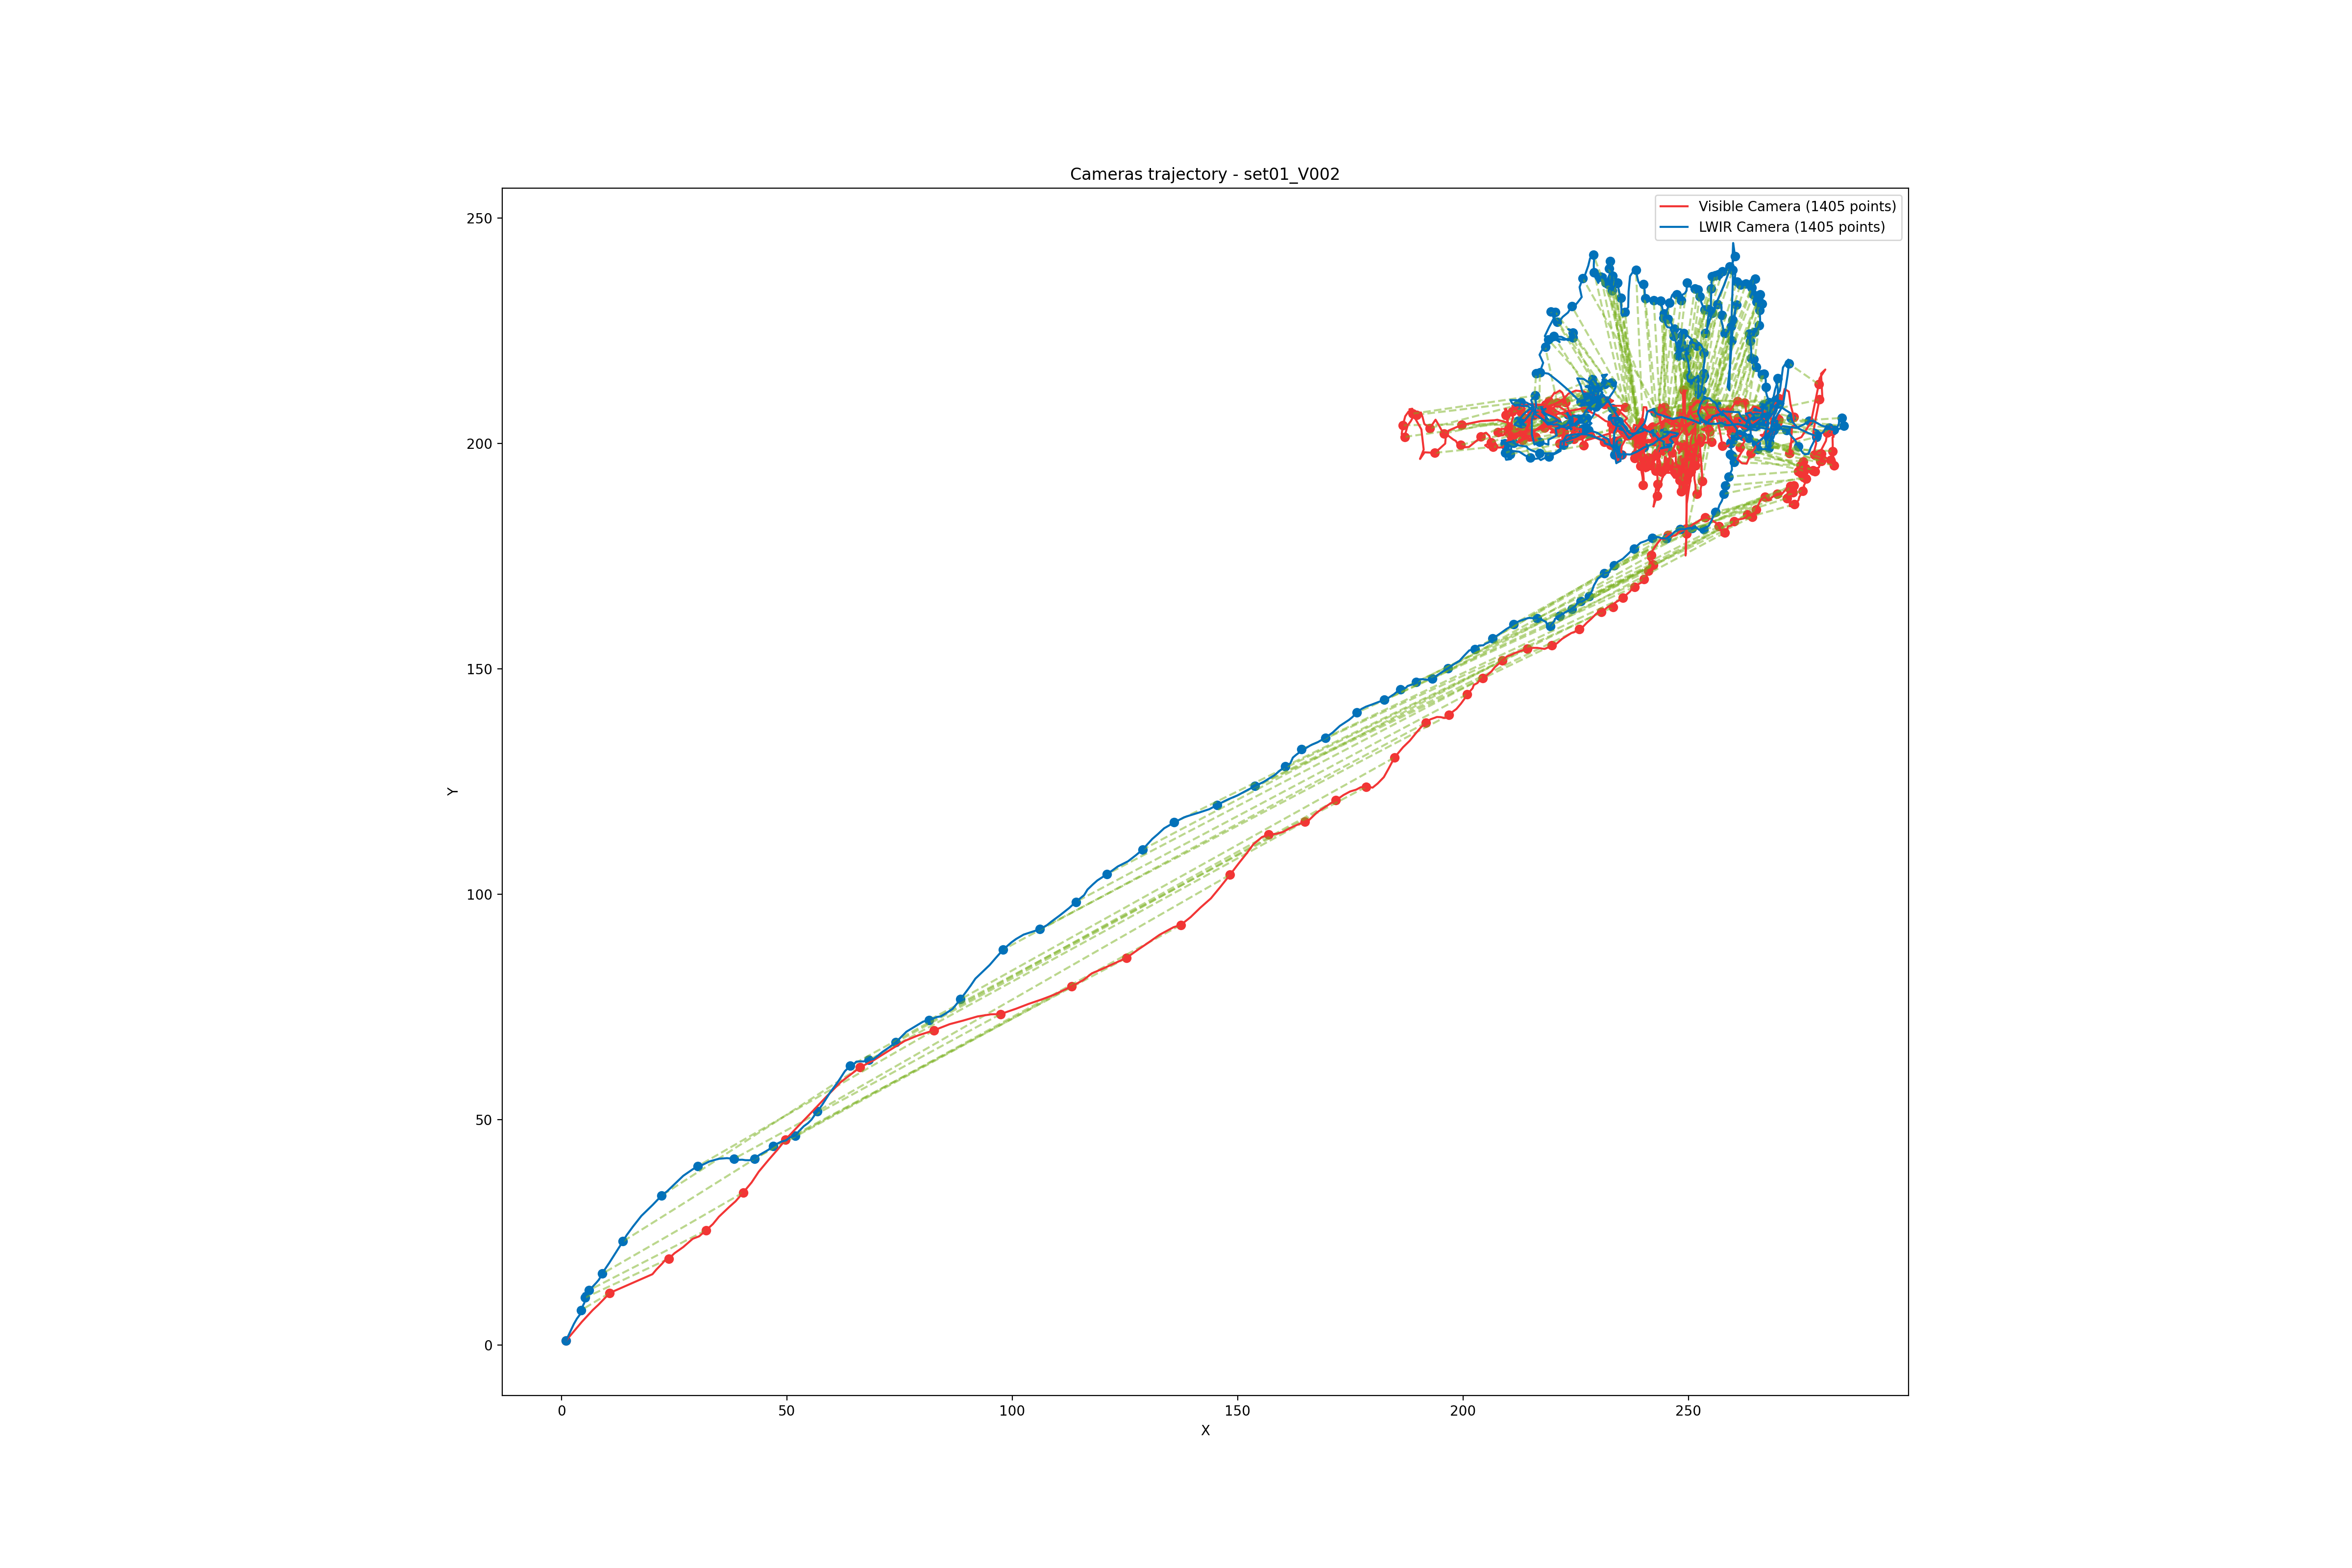 Cameras trajectory - set01_V002
Visible Camera (1405 points)
LWIR Camera (1405 points)
250
200
150
100
50
0
Y
0 50 100 150 200 250
X